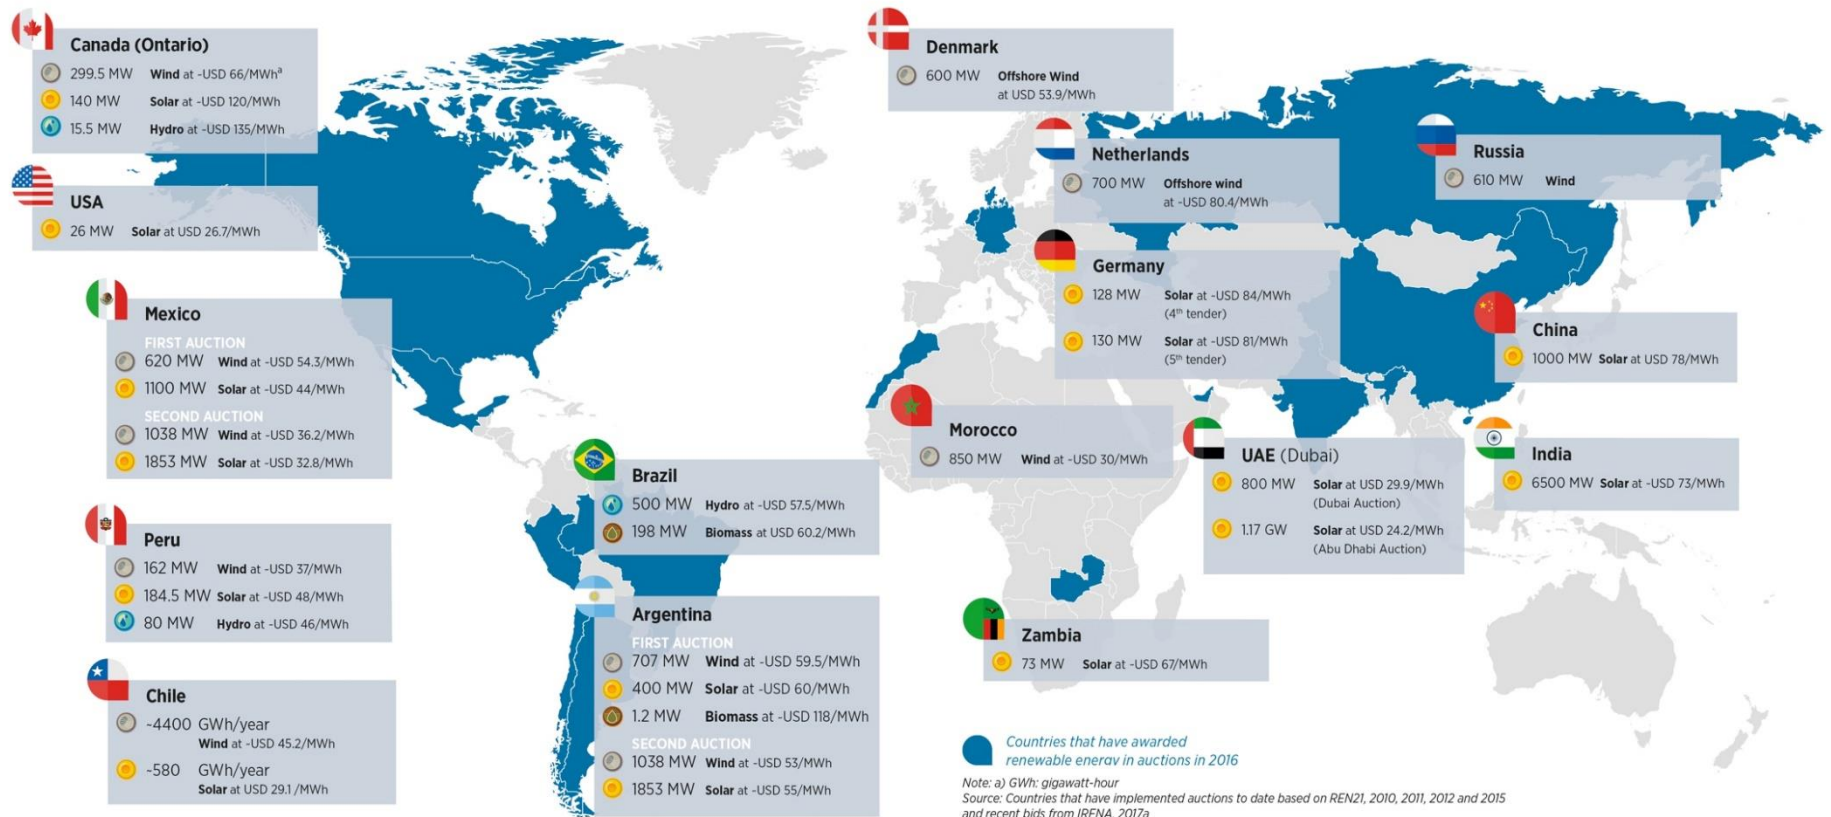 Canada (Ontario)
299.5 MW Wind at ~USD 66/MWhª
140 MW Solar at ~USD 120/MWh
15.5 MW Hydro at ~USD 135/MWh
USA
26 MW Solar at USD 26.7/MWh
Mexico
FIRST AUCTION
620 MW Wind at ~USD 54.3/MWh
1100 MW Solar at ~USD 44/MWh
SECOND AUCTION
1038 MW Wind at ~USD 36.2/MWh
1853 MW Solar at ~USD 32.8/MWh
Peru
162 MW Wind at ~USD 37/MWh
184.5 MW Solar at ~USD 48/MWh
80 MW Hydro at ~USD 46/MWh
Chile
~4400 GWh/year
Wind at ~USD 45.2/MWh
~580 GWh/year
Solar at USD 29.1 /MWh
Brazil
500 MW Hydro at ~USD 57.5/MWh
198 MW Biomass at USD 60.2/MWh
Argentina
FIRST AUCTION
707 MW Wind at ~USD 59.5/MWh
400 MW Solar at ~USD 60/MWh
1.2 MW Biomass at ~USD 118/MWh
SECOND AUCTION
1038 MW Wind at ~USD 53/MWh
1853 MW Solar at ~USD 55/MWh
Denmark
600 MW Offshore Wind
at USD 53.9/MWh
Netherlands
700 MW Offshore wind
at ~USD 80.4/MWh
Germany
128 MW Solar at ~USD 84/MWh
(4th tender)
130 MW Solar at ~USD 81/MWh
(5th tender)
Russia
610 MW Wind
China
1000 MW Solar at USD 78/MWh
Morocco
850 MW Wind at ~USD 30/MWh
UAE (Dubai)
800 MW Solar at USD 29.9/MWh
(Dubai Auction)
1.17 GW Solar at USD 24.2/MWh
(Abu Dhabi Auction)
India
6500 MW Solar at ~USD 73/MWh
Zambia
73 MW Solar at ~USD 67/MWh
Countries that have awarded
renewable energy in auctions in 2016
Note: a) GWh: gigawatt-hour
Source: Countries that have implemented auctions to date based on REN21, 2010, 2011, 2012 and 2015
and recent bids from IRENA, 2017a